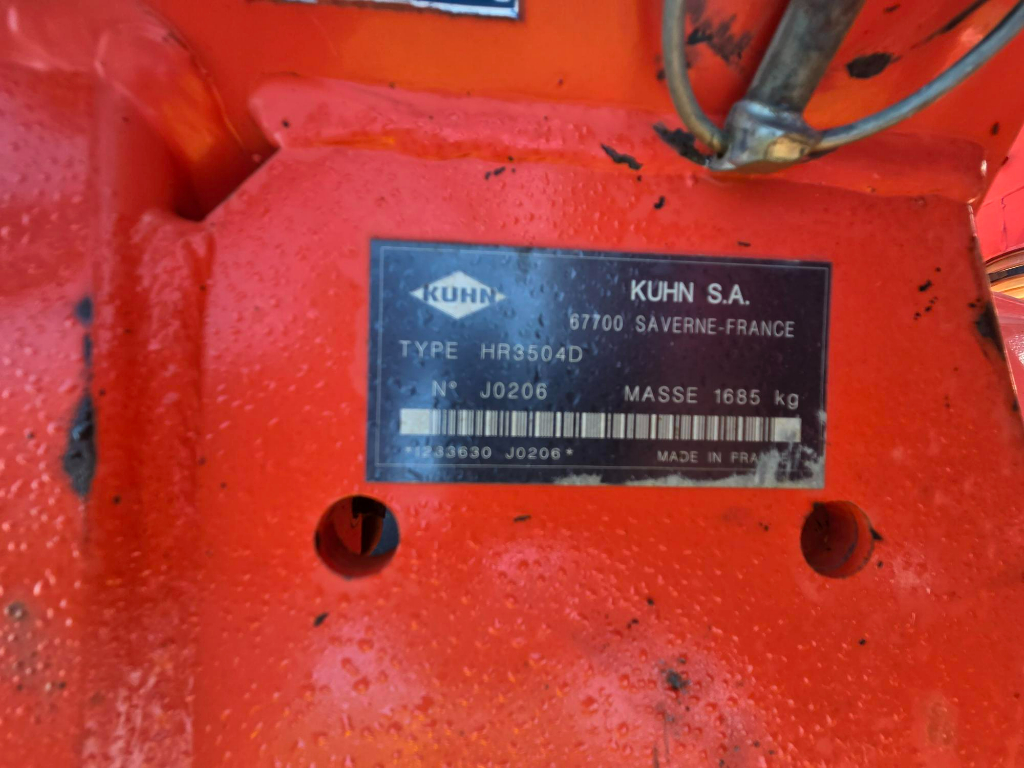 KUHN
KUHN S.A.
67700 SAVERNE-FRANCE
TYPE HR3504D
N° J0206 MASSE 1685 kg
*1233630 J0206*
MADE IN FRANCE